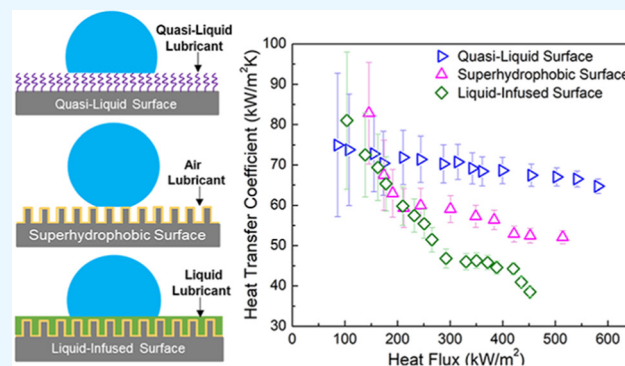 Quasi-Liquid
Lubricant
Quasi-Liquid Surface
Air
Lubricant
Superhydrophobic Surface
Liquid
Lubricant
Liquid-Infused Surface
Heat Transfer Coefficient (kW/m²K)
100
90
80
70
60
50
40
30
Quasi-Liquid Surface
Superhydrophobic Surface
Liquid-Infused Surface
0 100 200 300 400 500 600
Heat Flux (kW/m²)